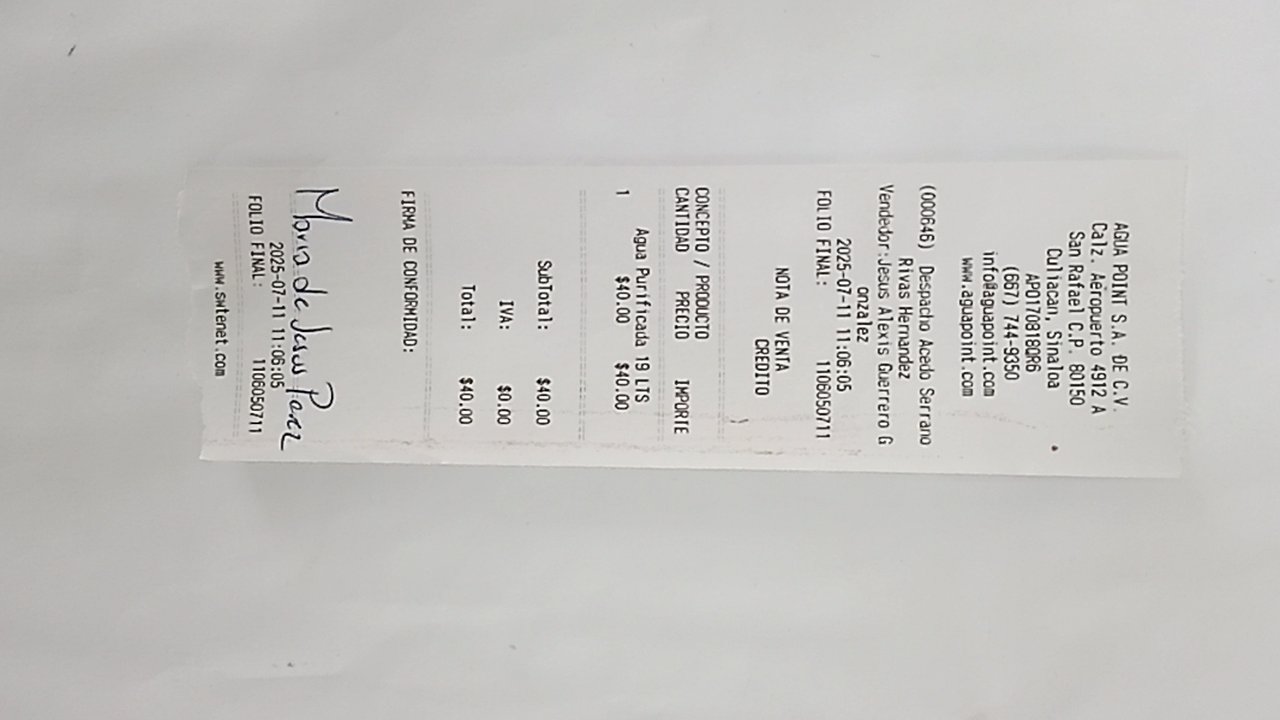 AGUA POINT S.A. DE C.V.
Calz. Aeropuerto 4912 A
San Rafael C.P. 80150
Culiacan, Sinaloa
APO170818QR6
(667) 744-9350
info@aguapoint.com
www.aguapoint.com
(000646) Despacho Acedo Serrano
Rivas Hernandez
Vendedor:Jesus Alexis Guerrero G
onzalez
2025-07-11 11:06:05
FOLIO FINAL: 1106050711
NOTA DE VENTA
CREDITO
CONCEPTO / PRODUCTO
CANTIDAD PRECIO IMPORTE
Agua Purificada 19 LTS
1 $40.00 $40.00
SubTotal: $40.00
IVA: $0.00
Total: $40.00
FIRMA DE CONFORMIDAD:
Maria de Jesus
2025-07-11 11:06:05
FOLIO FINAL: 1106050711
www.smtenet.com